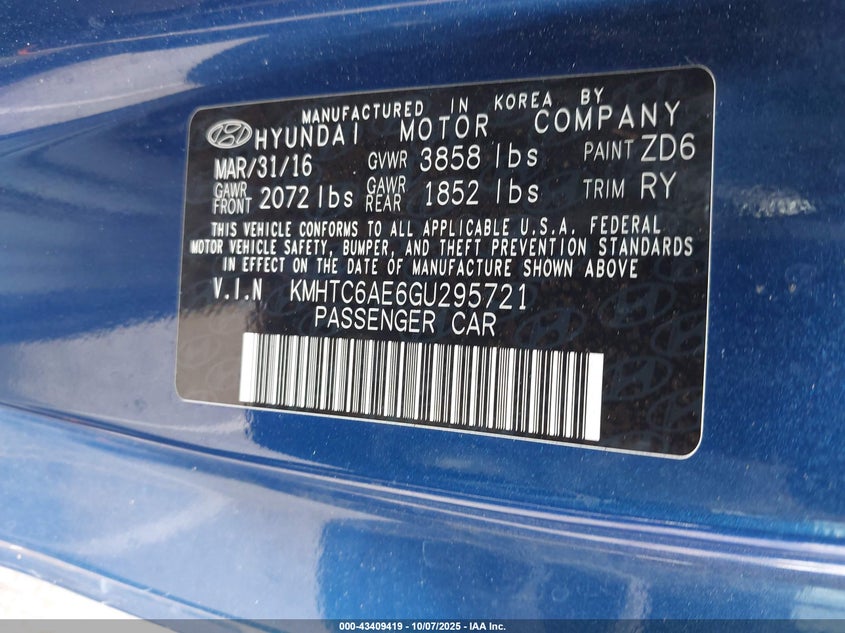 MANUFACTURED IN KOREA BY
HYUNDAI MOTOR COMPANY
MAR/31/16 GVWR 3858 lbs PAINT ZD6
GAWR FRONT 2072 lbs GAWR REAR 1852 lbs TRIM RY
THIS VEHICLE CONFORMS TO ALL APPLICABLE U.S.A. FEDERAL
MOTOR VEHICLE SAFETY, BUMPER, AND THEFT PREVENTION STANDARDS
IN EFFECT ON THE DATE OF MANUFACTURE SHOWN ABOVE
V.I.N KMHTC6AE6GU295721
PASSENGER CAR
000-43409419 - 10/07/2025 - IAA Inc.